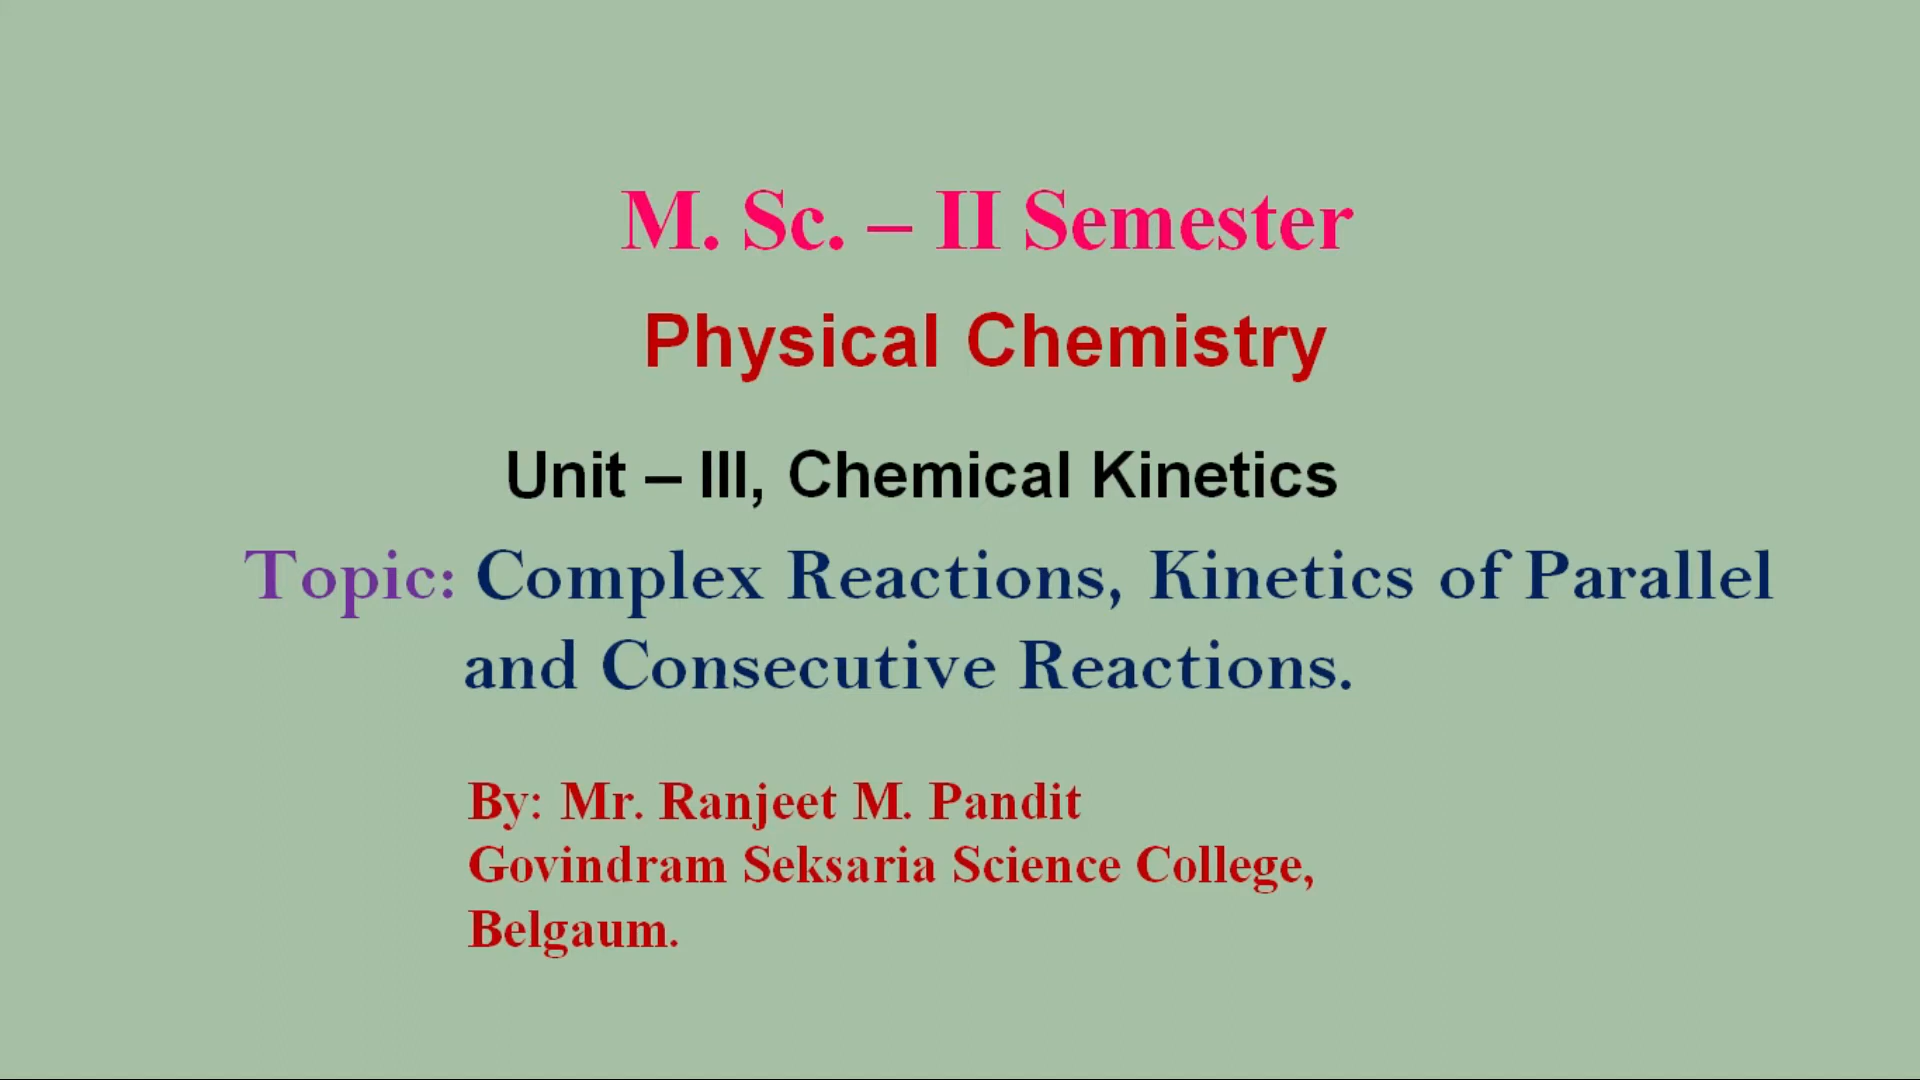 M. Sc. – II Semester
Physical Chemistry
Unit – III, Chemical Kinetics
Topic: Complex Reactions, Kinetics of Parallel
and Consecutive Reactions.
By: Mr. Ranjeet M. Pandit
Govindram Seksaria Science College,
Belgaum.